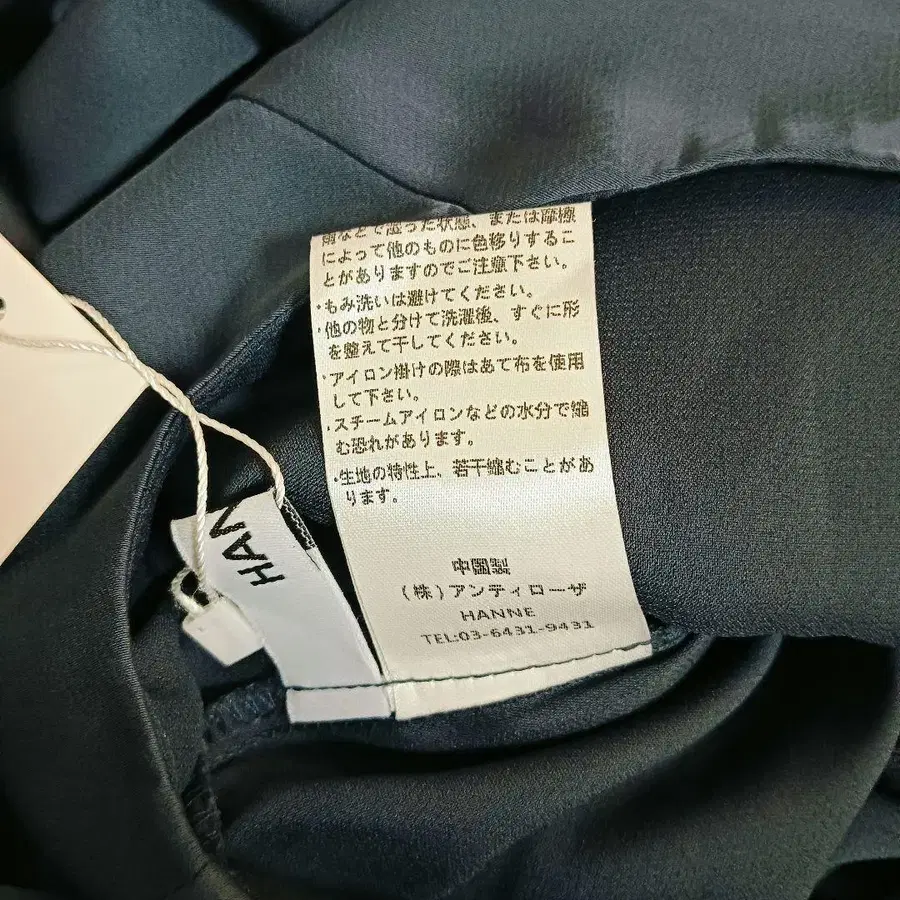 雨などで湿った状態、または摩擦
によって他のものに色移りするこ
とがありますのでご注意下さい。
・もみ洗いは避けてください。
・他の物と分けて洗濯後、すぐに形
を整えて干してください。
・アイロン掛けの際はあて布を使用
して下さい。
・スチームアイロンなどの水分で縮
む恐れがあります。
・生地の特性上、若干縮むことがあ
ります。
中国製
(株)アンティローザ
HANNE
TEL:03-6431-9431
HAN